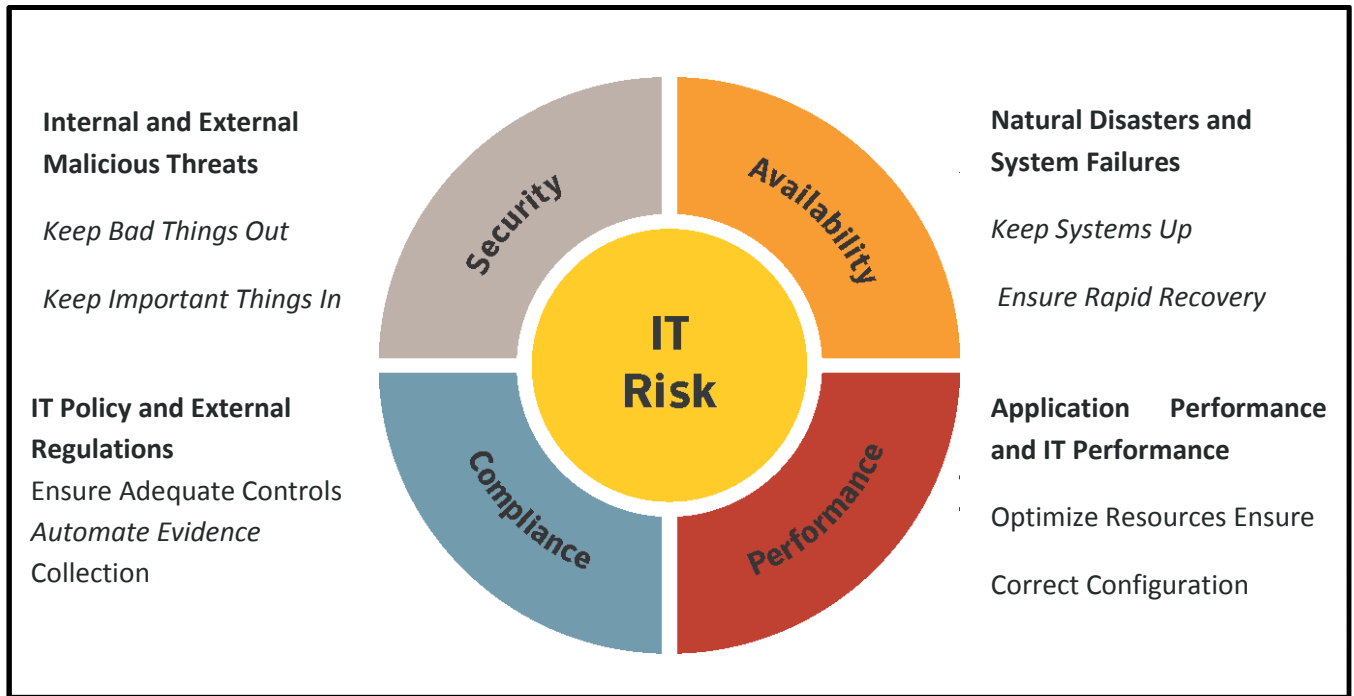 Internal and External
Malicious Threats
Keep Bad Things Out
Keep Important Things In
IT Policy and External
Regulations
Ensure Adequate Controls
Automate Evidence
Collection
Security
Availability
IT
Risk
Compliance
Performance
Natural Disasters and
System Failures
Keep Systems Up
Ensure Rapid Recovery
Application Performance
and IT Performance
Optimize Resources Ensure
Correct Configuration